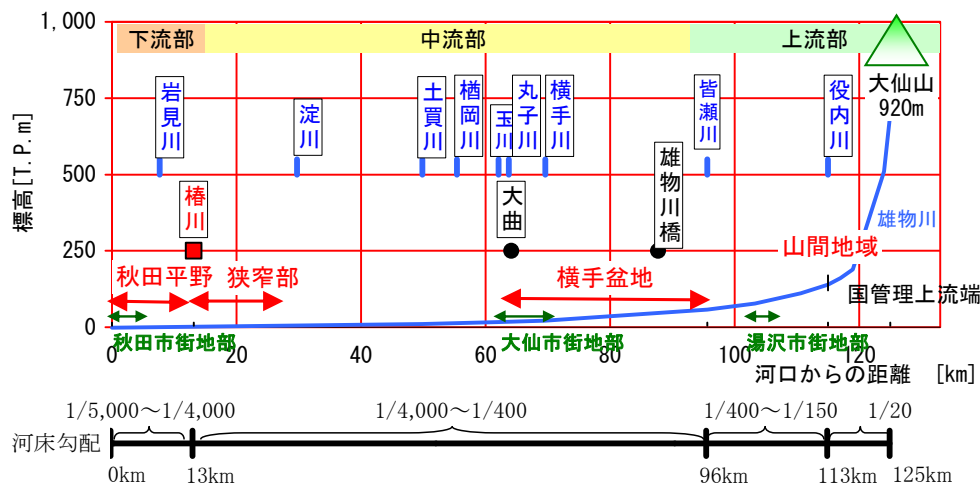 1,000
下流部
中流部
上流部
大仙山
920m
岩見川
淀川
土買川
楢岡川
玉川
丸子川
横手川
皆瀬川
役内川
750
500
標高[T.P.m]
椿川
大曲
雄物川橋
雄物川
250
山間地域
秋田平野
狭窄部
横手盆地
国管理上流端
0
秋田市街地部
大仙市街地部
湯沢市街地部
0
20
40
60
80
100
120
河口からの距離 [km]
1/5,000～1/4,000
1/4,000～1/400
1/400～1/150
1/20
河床勾配
0km
13km
96km
113km
125km